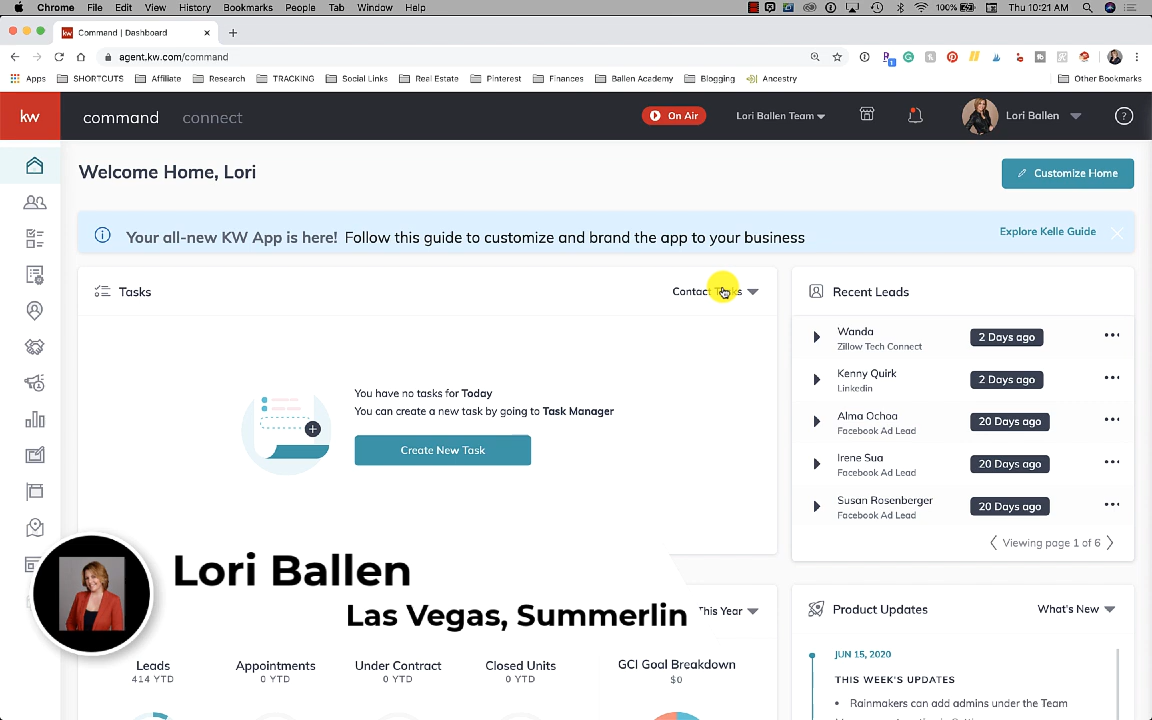 Chrome File Edit View History Bookmarks People Tab Window Help 100% Thu 10:21 AM
kw Command | Dashboard
agent.kw.com/command
Apps SHORTCUTS Affiliate Research TRACKING Social Links Real Estate Pinterest Finances Ballen Academy Blogging Ancestry Other Bookmarks
kw command connect On Air Lori Ballen Team Lori Ballen ?
Welcome Home, Lori
Customize Home
Your all-new KW App is here! Follow this guide to customize and brand the app to your business
Explore Kelle Guide
Tasks
Contact Tasks
You have no tasks for Today
You can create a new task by going to Task Manager
Create New Task
Recent Leads
Wanda
Zillow Tech Connect
2 Days ago
Kenny Quirk
Linkedin
2 Days ago
Alma Ochoa
Facebook Ad Lead
20 Days ago
Irene Sua
Facebook Ad Lead
20 Days ago
Susan Rosenberger
Facebook Ad Lead
20 Days ago
Viewing page 1 of 6
Lori Ballen
Las Vegas, Summerlin
This Year
Leads
414 YTD
Appointments
0 YTD
Under Contract
0 YTD
Closed Units
0 YTD
GCI Goal Breakdown
$0
Product Updates
What's New
JUN 15, 2020
THIS WEEK'S UPDATES
Rainmakers can add admins under the Team